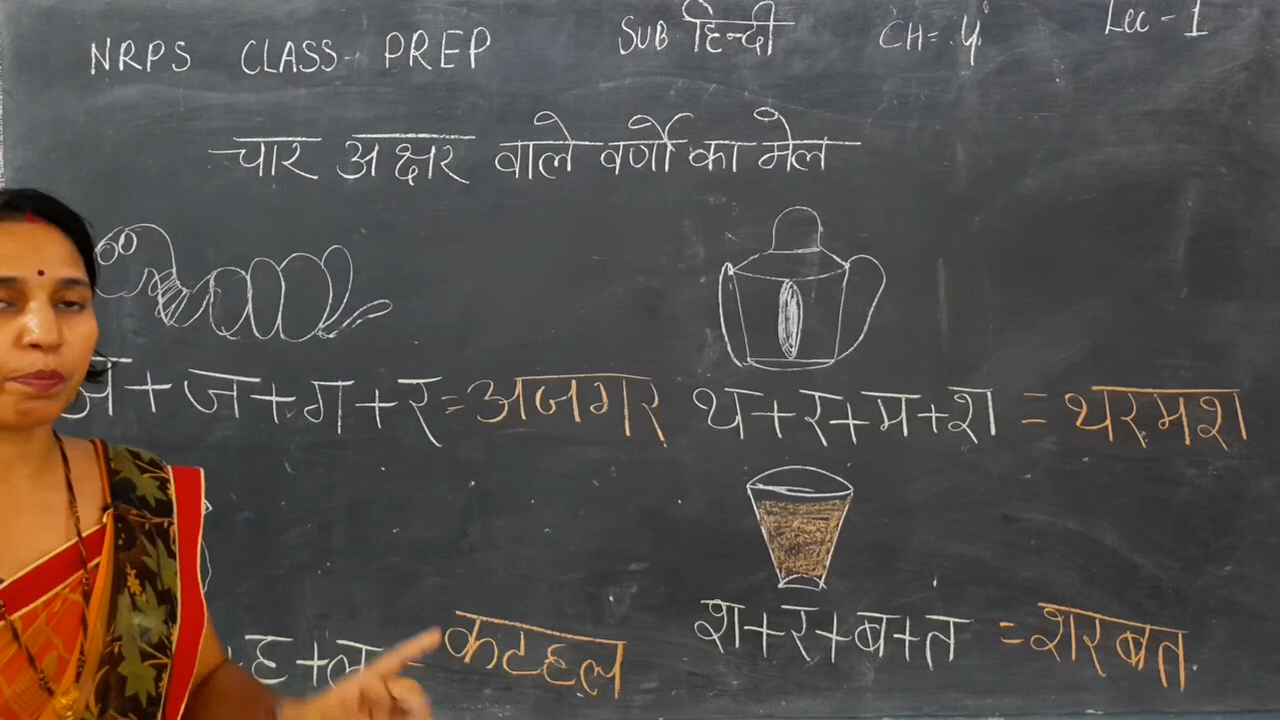 NRPS CLASS- PREP SUB हिन्दी CH= 4 Lec - 1
चार अक्षर वाले वर्णो का मेल
अ+ज+ग+र=अजगर थ+र+म+श = थरमश
ह+ल = कटहल श+र+ब+त = शरबत